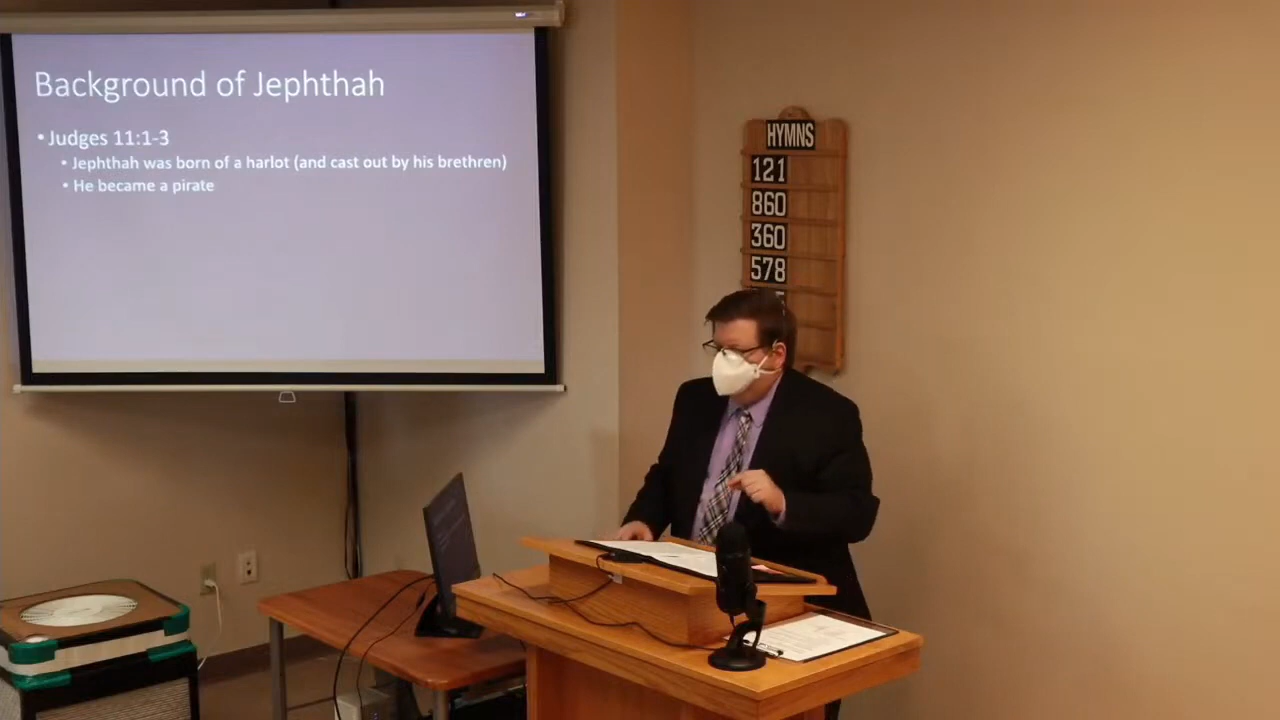 Background of Jephthah
• Judges 11:1-3
• Jephthah was born of a harlot (and cast out by his brethren)
• He became a pirate
HYMNS
121
860
360
578